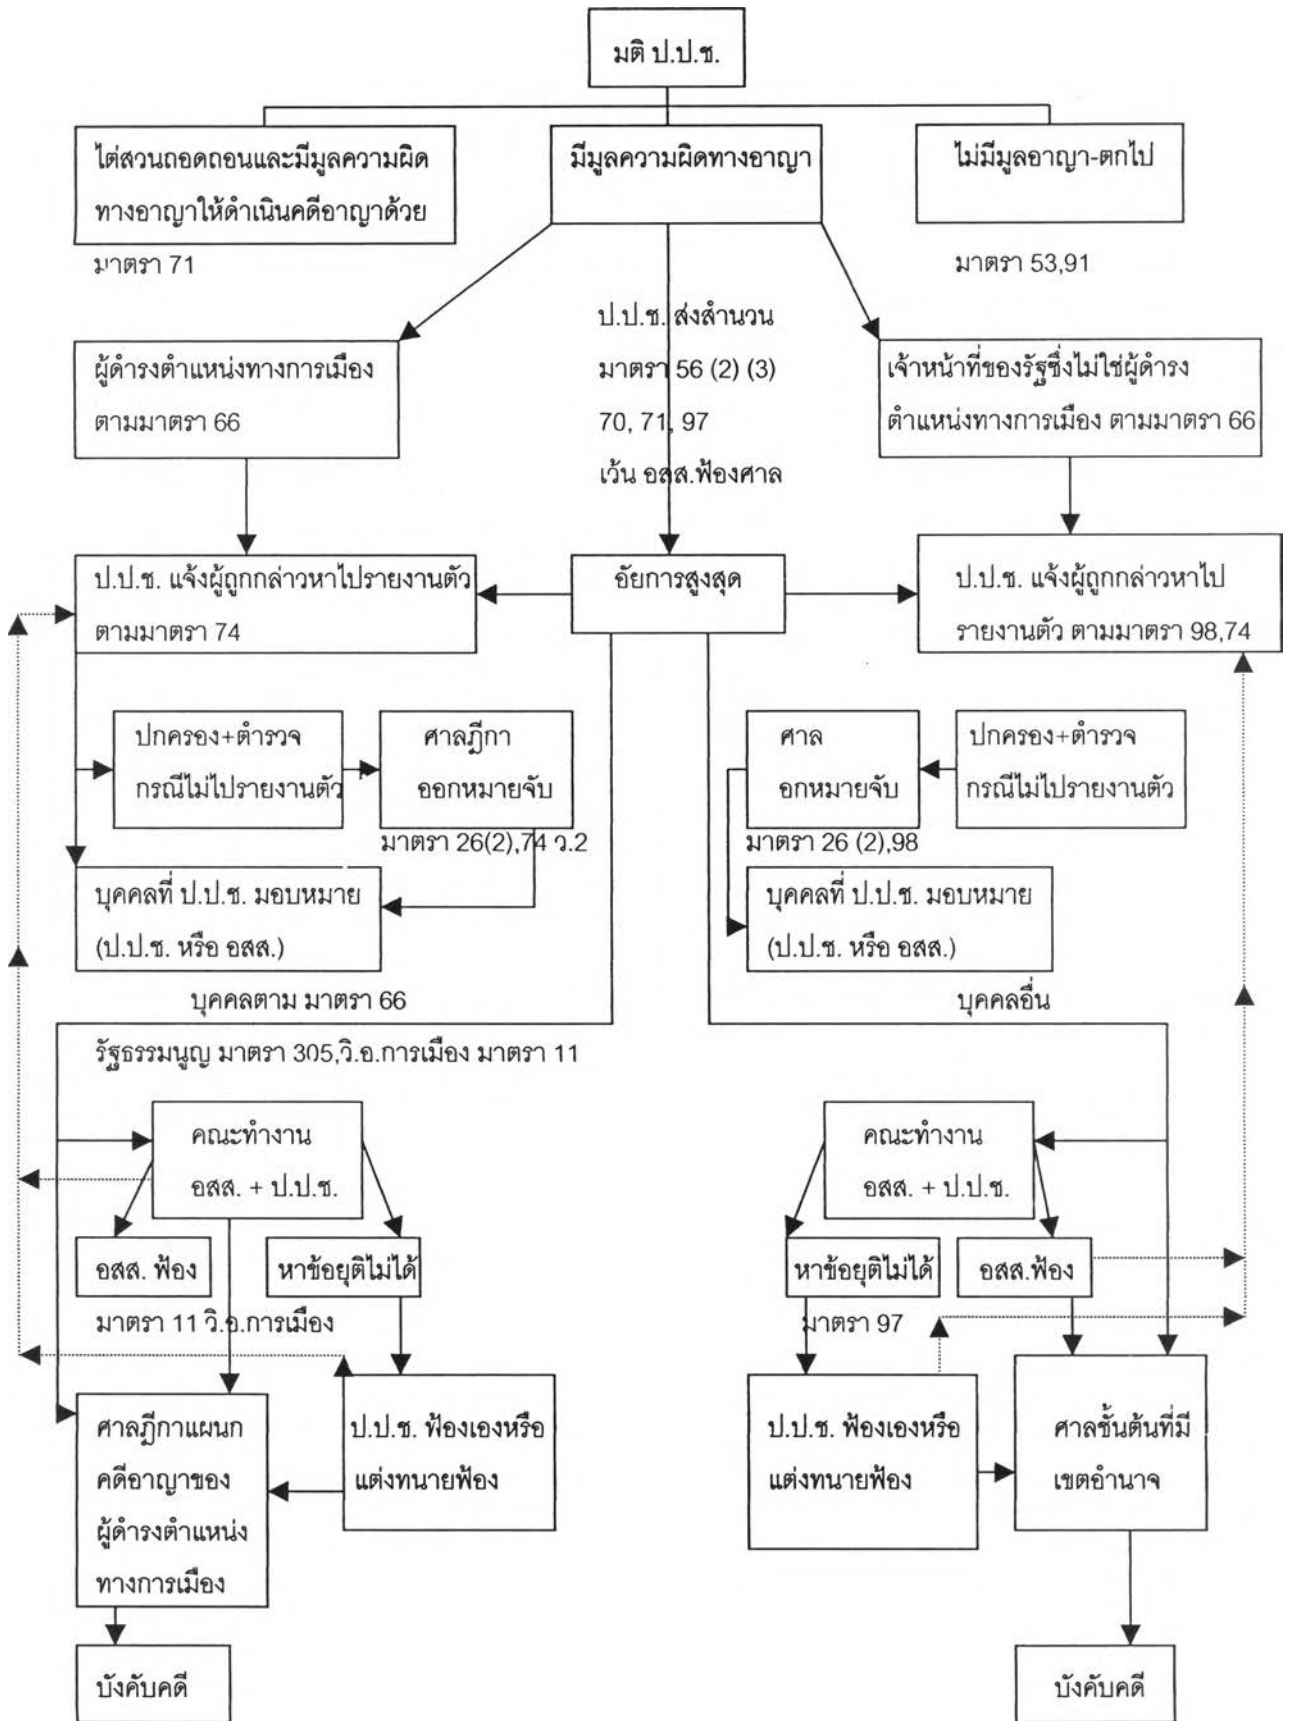 มติ ป.ป.ช.
ไต่สวนถอดถอนและมีมูลความผิด
ทางอาญาให้ดำเนินคดีอาญาด้วย
มาตรา 71
มีมูลความผิดทางอาญา
ไม่มีมูลอาญา-ตกไป
มาตรา 53,91
ป.ป.ช. ส่งสำนวน
มาตรา 56 (2) (3)
70, 71, 97
เว้น อสส.ฟ้องศาล
ผู้ดำรงตำแหน่งทางการเมือง
ตามมาตรา 66
เจ้าหน้าที่ของรัฐซึ่งไม่ใช่ผู้ดำรง
ตำแหน่งทางการเมือง ตามมาตรา 66
ป.ป.ช. แจ้งผู้ถูกกล่าวหาไปรายงานตัว
ตามมาตรา 74
อัยการสูงสุด
ป.ป.ช. แจ้งผู้ถูกกล่าวหาไป
รายงานตัว ตามมาตรา 98,74
ปกครอง+ตำรวจ
กรณีไม่ไปรายงานตัว
ศาลฎีกา
ออกหมายจับ
มาตรา 26(2),74 ว.2
ศาล
อกหมายจับ
มาตรา 26 (2),98
ปกครอง+ตำรวจ
กรณีไม่ไปรายงานตัว
บุคคลที่ ป.ป.ช. มอบหมาย
(ป.ป.ช. หรือ อสส.)
บุคคลที่ ป.ป.ช. มอบหมาย
(ป.ป.ช. หรือ อสส.)
บุคคลตาม มาตรา 66
บุคคลอื่น
รัฐธรรมนูญ มาตรา 305,วิ.อ.การเมือง มาตรา 11
คณะทำงาน
อสส. + ป.ป.ช.
คณะทำงาน
อสส. + ป.ป.ช.
อสส. ฟ้อง
หาข้อยุติไม่ได้
หาข้อยุติไม่ได้
อสส.ฟ้อง
มาตรา 11 วิ.อ.การเมือง
มาตรา 97
ศาลฎีกาแผนก
คดีอาญาของ
ผู้ดำรงตำแหน่ง
ทางการเมือง
ป.ป.ช. ฟ้องเองหรือ
แต่งทนายฟ้อง
ป.ป.ช. ฟ้องเองหรือ
แต่งทนายฟ้อง
ศาลชั้นต้นที่มี
เขตอำนาจ
บังคับคดี
บังคับคดี